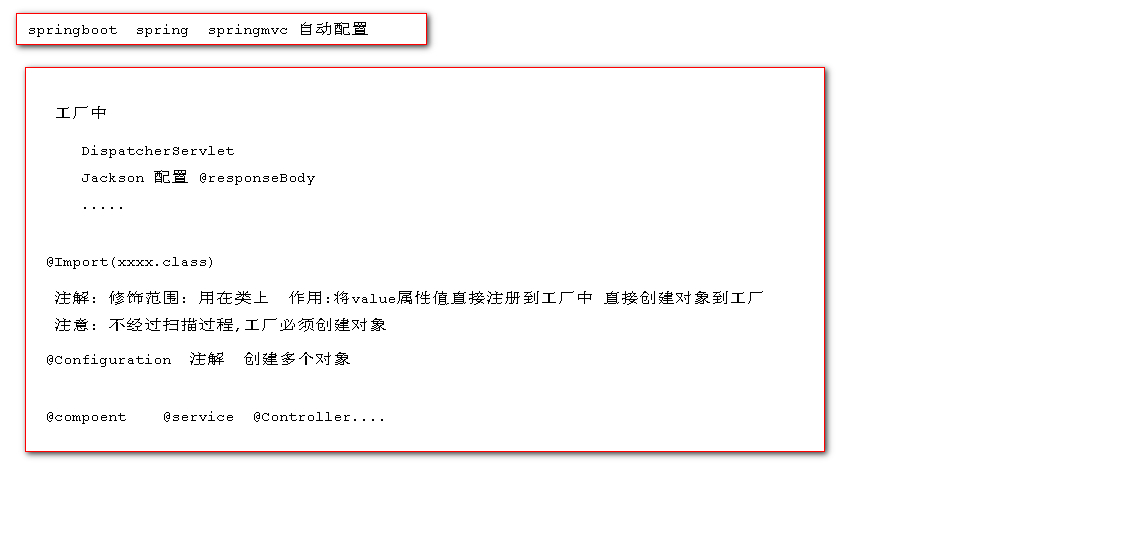 springboot  spring  springmvc 自动配置
工厂中
DispatcherServlet
Jackson 配置 @responseBody
.....
@Import(xxxx.class)
注解: 修饰范围: 用在类上  作用:将value属性值直接注册到工厂中 直接创建对象到工厂
注意: 不经过扫描过程,工厂必须创建对象
@Configuration  注解  创建多个对象
@compoent    @service  @Controller....